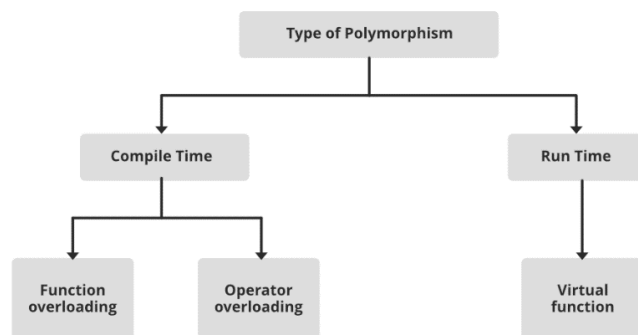 Type of Polymorphism
Compile Time
Run Time
Function
overloading
Operator
overloading
Virtual
function